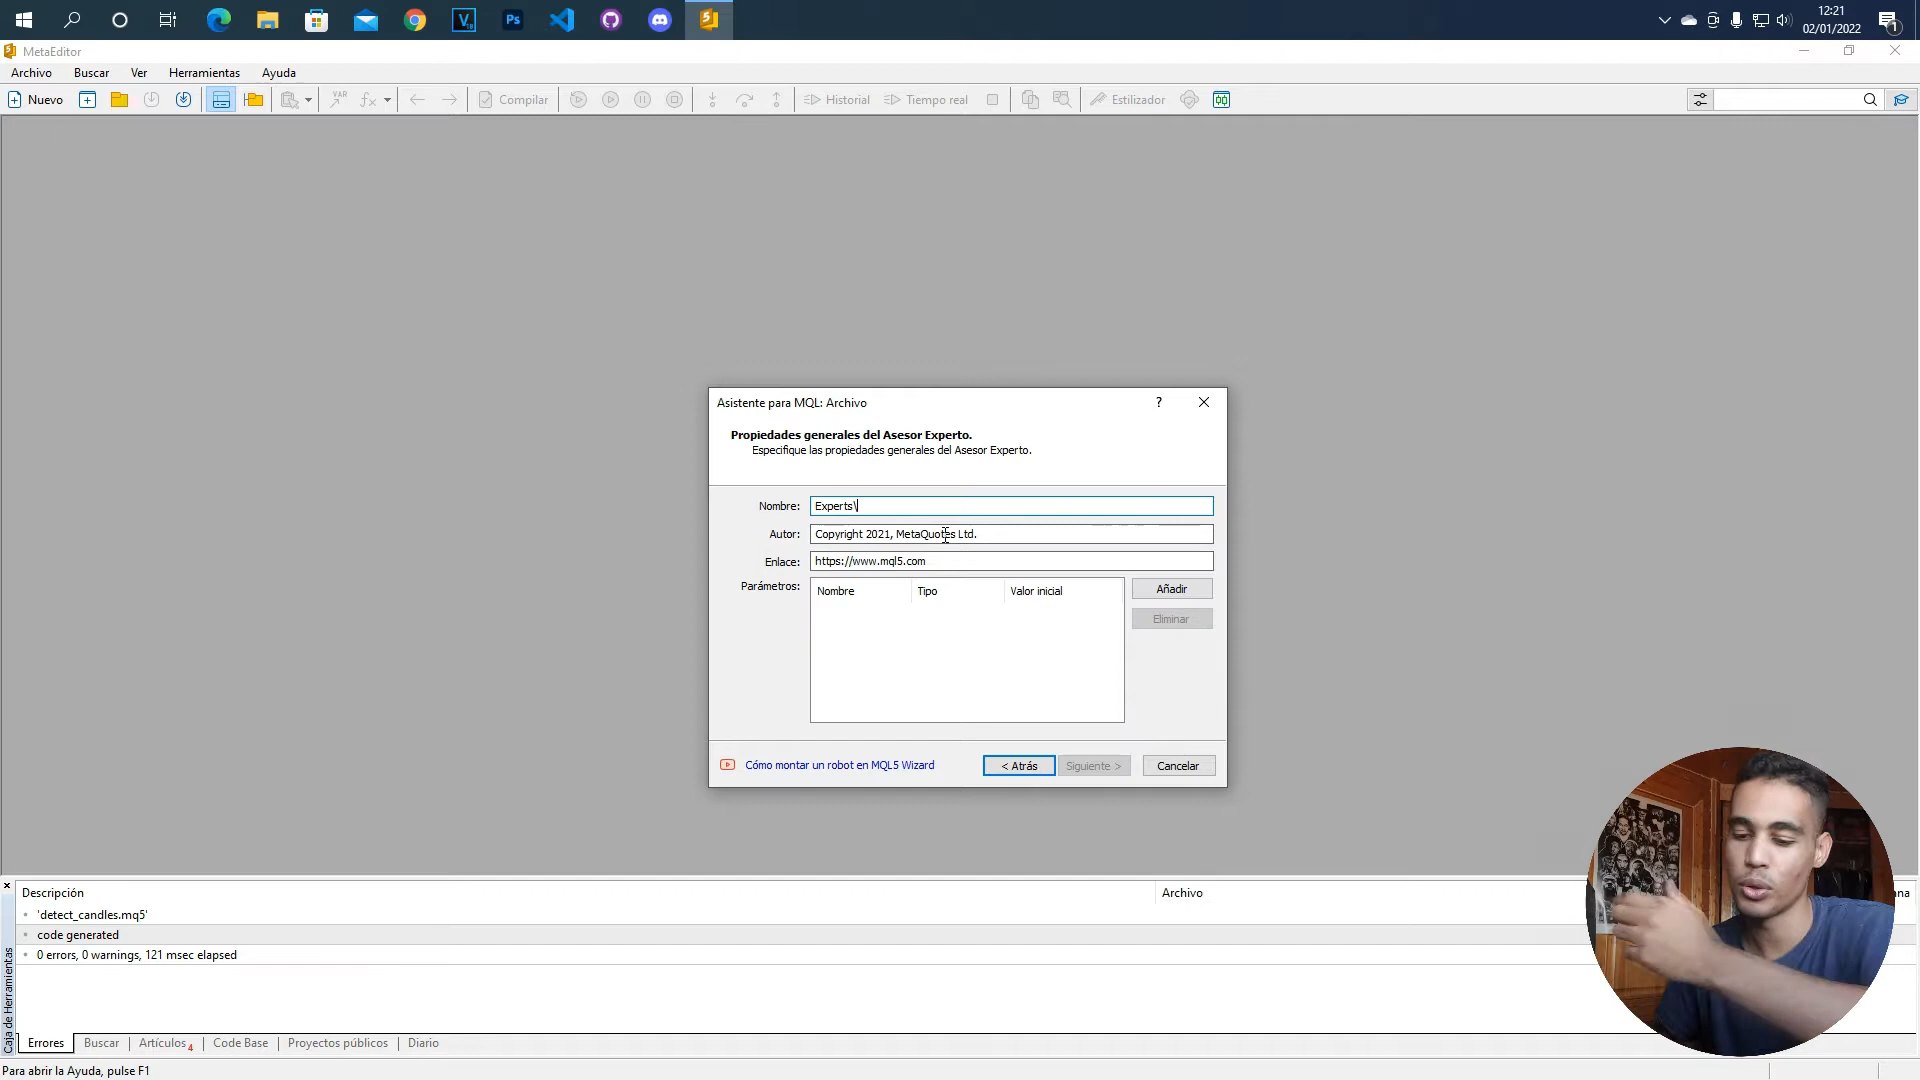 12:21
02/01/2022
1
MetaEditor
Archivo Buscar Ver Herramientas Ayuda
Nuevo VAR Compilar Historial Tiempo real Estilizador
Asistente para MQL: Archivo ?
Propiedades generales del Asesor Experto.
Especifique las propiedades generales del Asesor Experto.
Nombre: Experts\
Autor: Copyright 2021, MetaQuotes Ltd.
Enlace: https://www.mql5.com
Parámetros: Nombre Tipo Valor inicial Añadir
Eliminar
Cómo montar un robot en MQL5 Wizard < Atrás Siguiente > Cancelar
Descripción Archivo
'detect_candles.mq5'
code generated
0 errors, 0 warnings, 121 msec elapsed
Caja de Herramientas
Errores Buscar Artículos 4 Code Base Proyectos públicos Diario
Para abrir la Ayuda, pulse F1